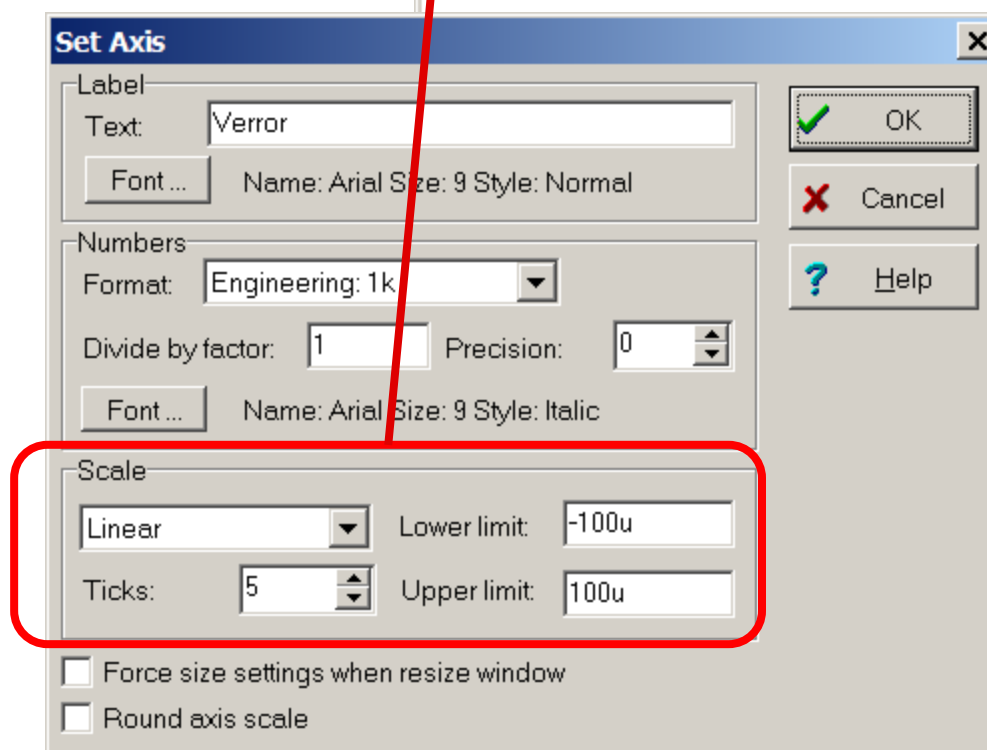 Set Axis
Label
Text: Verror
Font ... Name: Arial Size: 9 Style: Normal
OK
Cancel
Help
Numbers
Format: Engineering: 1k
Divide by factor: 1 Precision: 0
Font ... Name: Arial Size: 9 Style: Italic
Scale
Linear Lower limit: -100u
Ticks: 5 Upper limit: 100u
Force size settings when resize window
Round axis scale